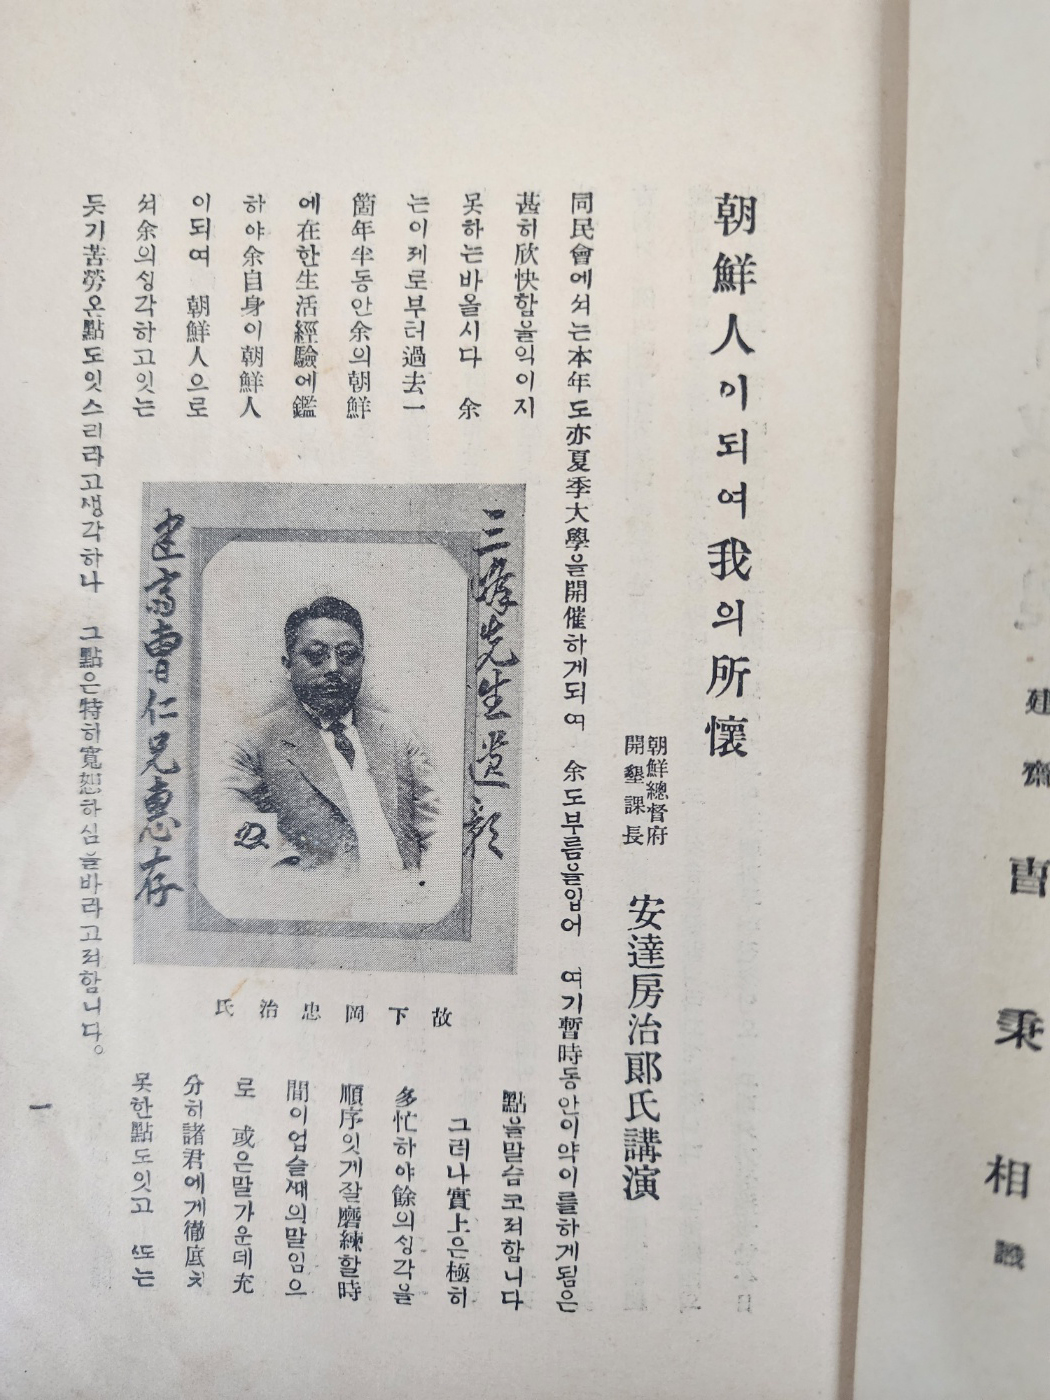 朝鮮人이되여我의所懷
朝鮮總督府
開墾課長
安達房治郞氏講演
同民會에셔는本年도亦夏季大學을開催하게되여 余도부름을입어 여기暫時동안이약이를하게됨은
甚히欣快함을익이지
못하는바올시다 余
는이제로부터過去一
箇年半동안余의朝鮮
에在한生活經驗에鑑
하야余自身이朝鮮人
이되여 朝鮮人으로
셔余의싱각하고잇는
點을말슴코저함니다
그러나實上은極히
多忙하야餘의싱각을
順序잇게잘磨練할時
間이업슬ᄲᅢ의말임으
로 或은말가운데充
分히諸君에게徹底치
못한點도잇고 ᄯᅩ는
듯기苦勞온點도잇스리라고생각하나 그點은特히寬恕하심을바라고저함니다。
三峯先生遺影
建齋曺仁兄惠存
故下岡忠治氏
一
建齋 曺秉相